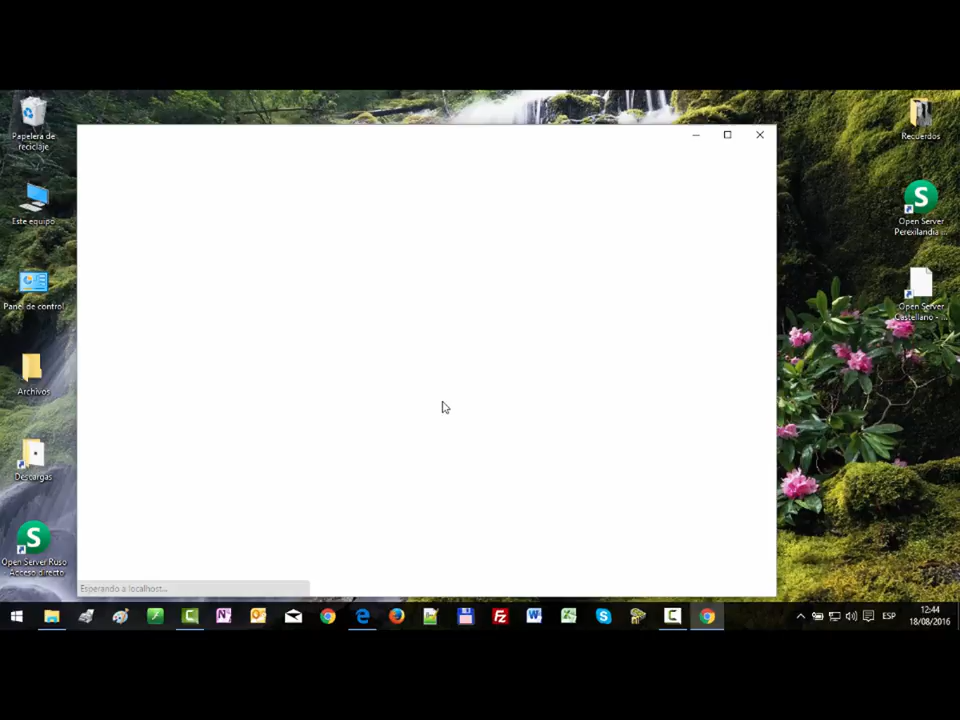 Papelera de
reciclaje
Este equipo
Panel de control
Archivos
Descargas
Open Server Ruso
Acceso directo
Recuerdos
Open Server
Perexilandia ...
Open Server
Castellano - ...
Esperando a localhost...
ESP
12:44
18/08/2016